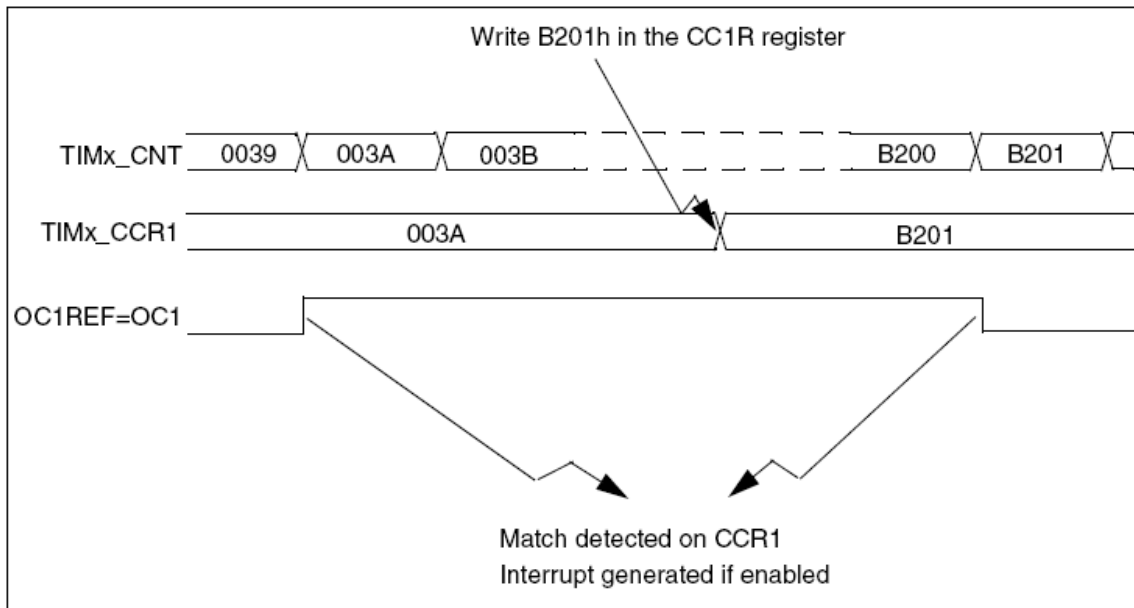 Write B201h in the CC1R register
TIMx_CNT 0039 003A 003B B200 B201
TIMx_CCR1 003A B201
OC1REF=OC1
Match detected on CCR1
Interrupt generated if enabled